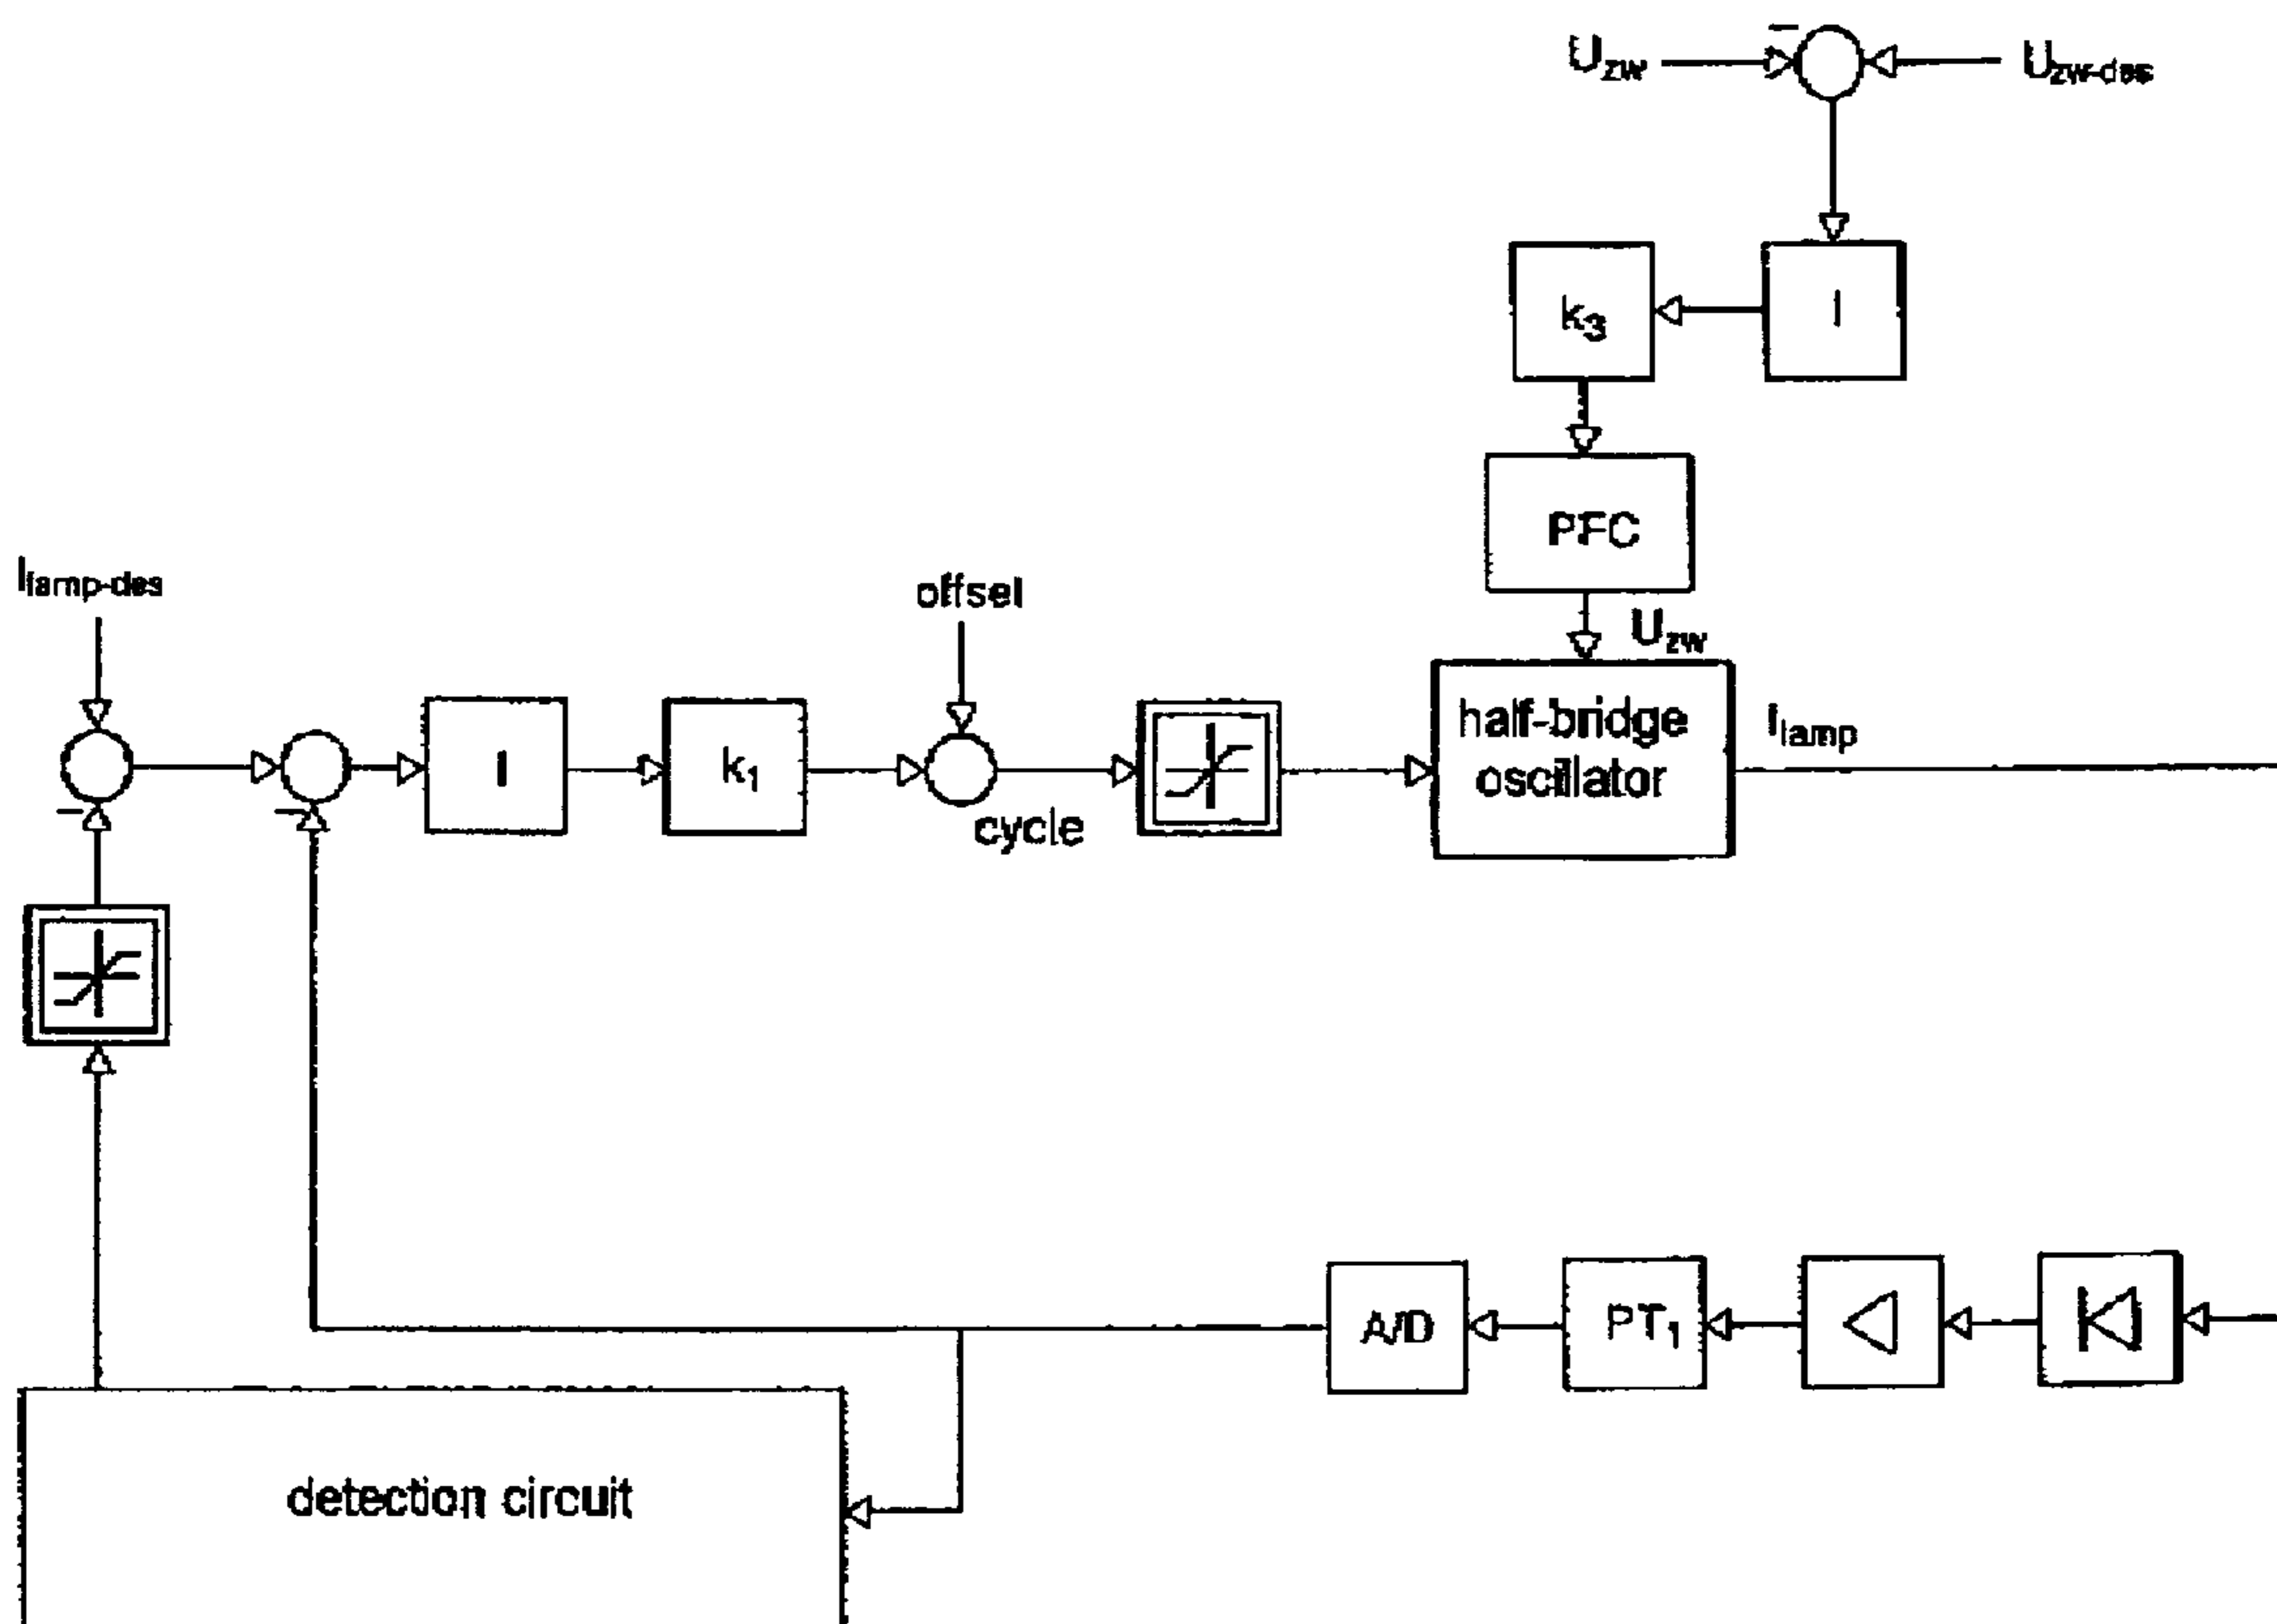 U_zw
U_zw-des
k_3
I
PFC
U_zw
I_lamp-des
offset
I
k_1
cycle
half-bridge
oscillator
I_lamp
A/D
PT_1
detection circuit